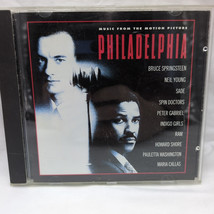 MUSIC FROM THE MOTION PICTURE
PHILADELPHIA
BRUCE SPRINGSTEEN
NEIL YOUNG
SADE
SPIN DOCTORS
PETER GABRIEL
INDIGO GIRLS
RAM
HOWARD SHORE
PAULETTA WASHINGTON
MARIA CALLAS